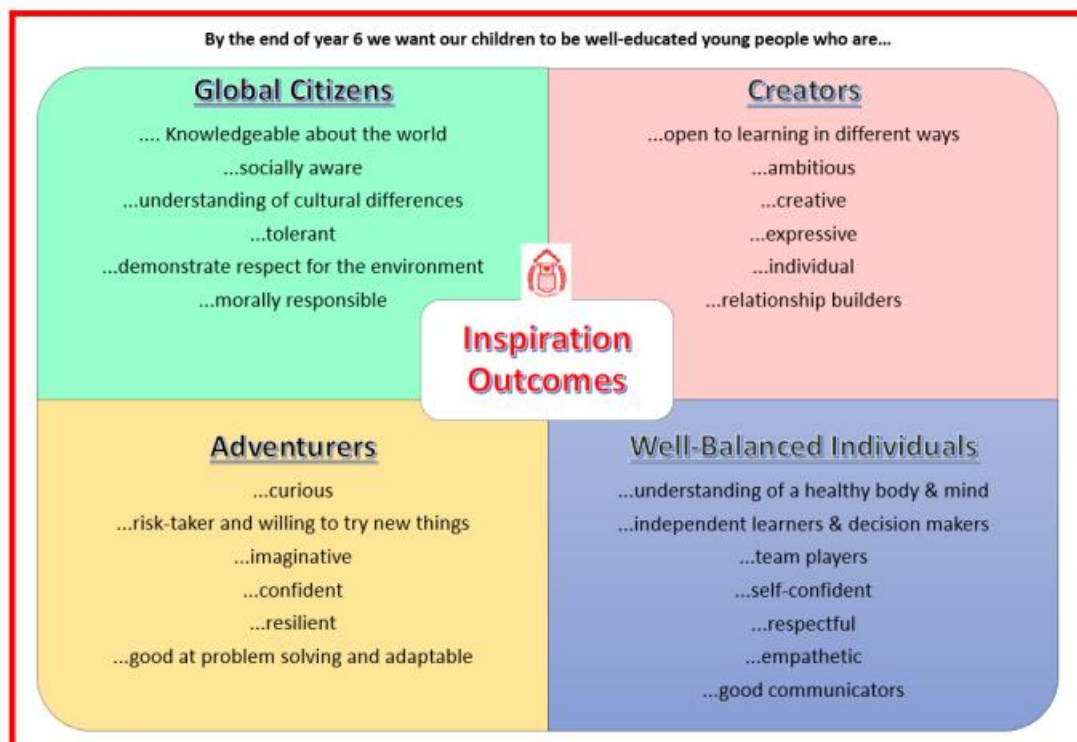 By the end of year 6 we want our children to be well-educated young people who are...
Global Citizens
.... Knowledgeable about the world
...socially aware
...understanding of cultural differences
...tolerant
...demonstrate respect for the environment
...morally responsible
Creators
...open to learning in different ways
...ambitious
...creative
...expressive
...individual
...relationship builders
Inspiration
Outcomes
Adventurers
...curious
...risk-taker and willing to try new things
...imaginative
...confident
...resilient
...good at problem solving and adaptable
Well-Balanced Individuals
...understanding of a healthy body & mind
...independent learners & decision makers
...team players
...self-confident
...respectful
...empathetic
...good communicators